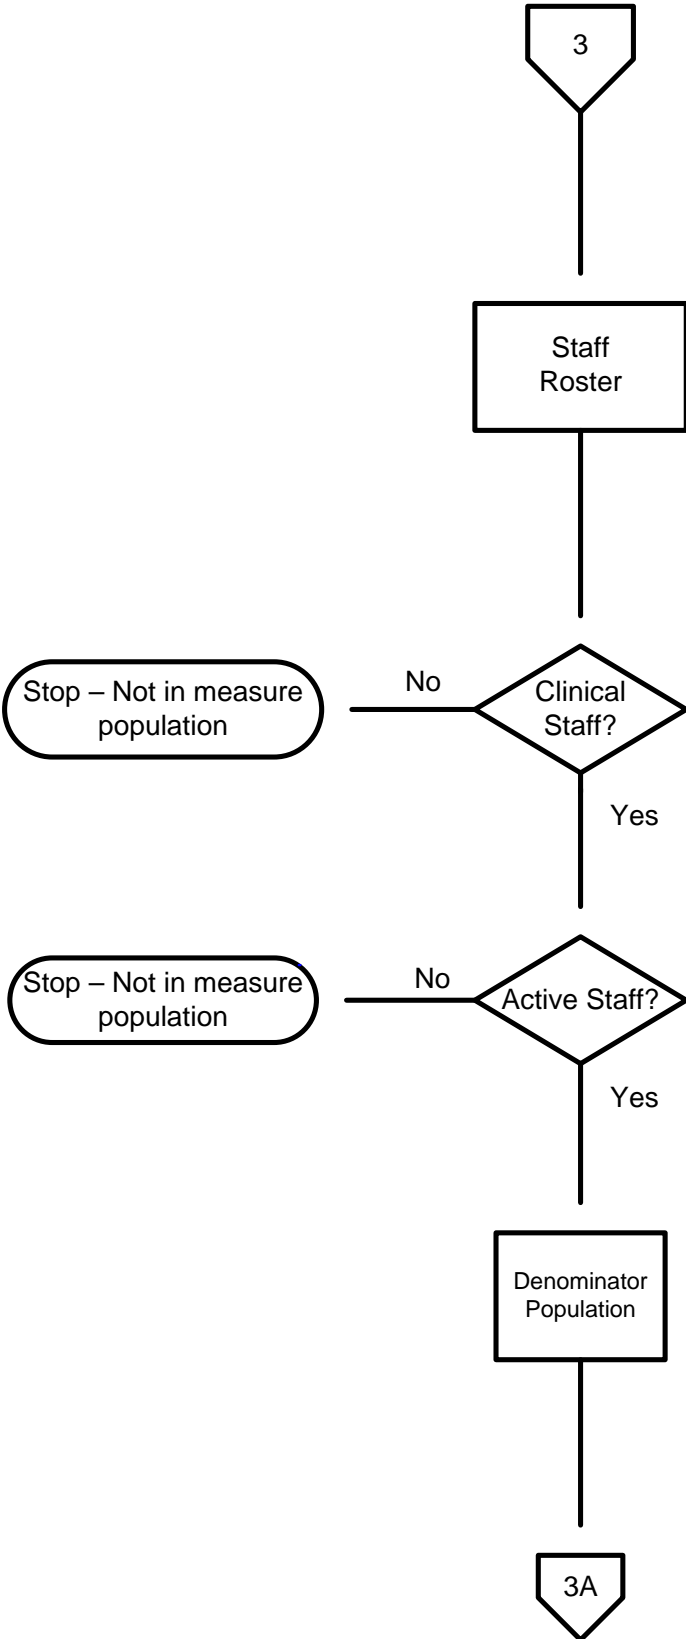 3
Staff
Roster
No
Clinical
Staff?
Stop – Not in measure
population
Yes
No
Active Staff?
Stop – Not in measure
population
Yes
Denominator
Population
3A